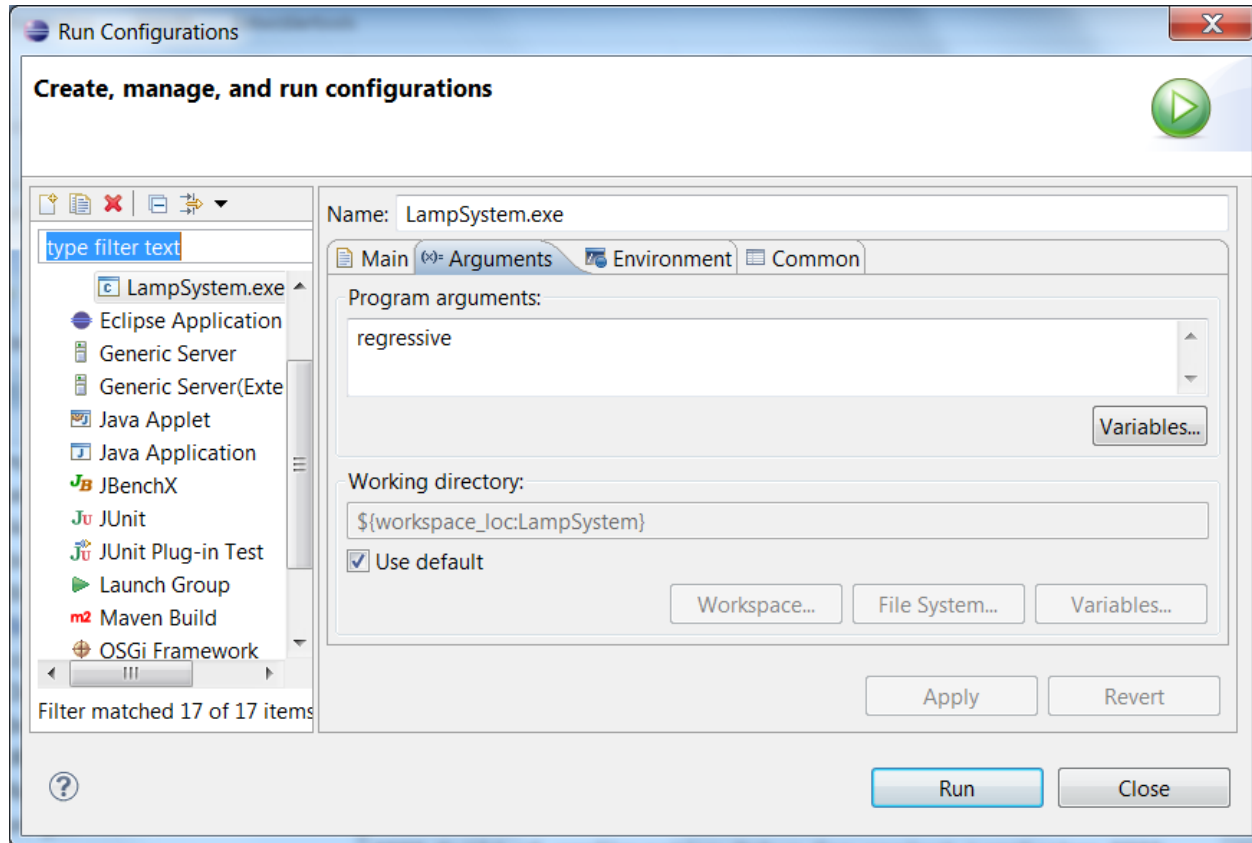 Run Configurations
Create, manage, and run configurations
type filter text
LampSystem.exe
Eclipse Application
Generic Server
Generic Server(Exte
Java Applet
Java Application
JBenchX
JUnit
JUnit Plug-in Test
Launch Group
m2 Maven Build
OSGi Framework
Filter matched 17 of 17 items
Name: LampSystem.exe
Main (x)= Arguments Environment Common
Program arguments:
regressive
Variables...
Working directory:
${workspace_loc:LampSystem}
Use default
Workspace... File System... Variables...
Apply Revert
? Run Close